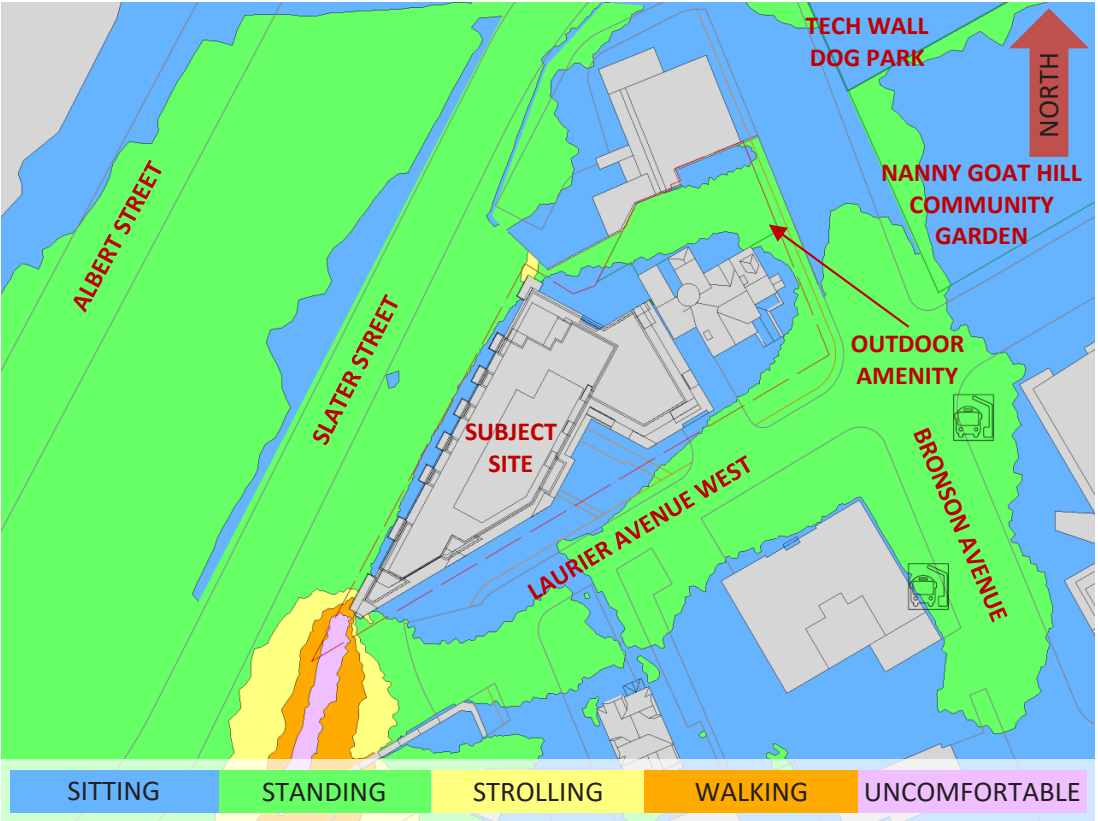 TECH WALL
DOG PARK
NORTH
NANNY GOAT HILL
COMMUNITY
GARDEN
ALBERT STREET
SLATER STREET
OUTDOOR
AMENITY
SUBJECT
SITE
BRONSON AVENUE
LAURIER AVENUE WEST
SITTING
STANDING
STROLLING
WALKING
UNCOMFORTABLE